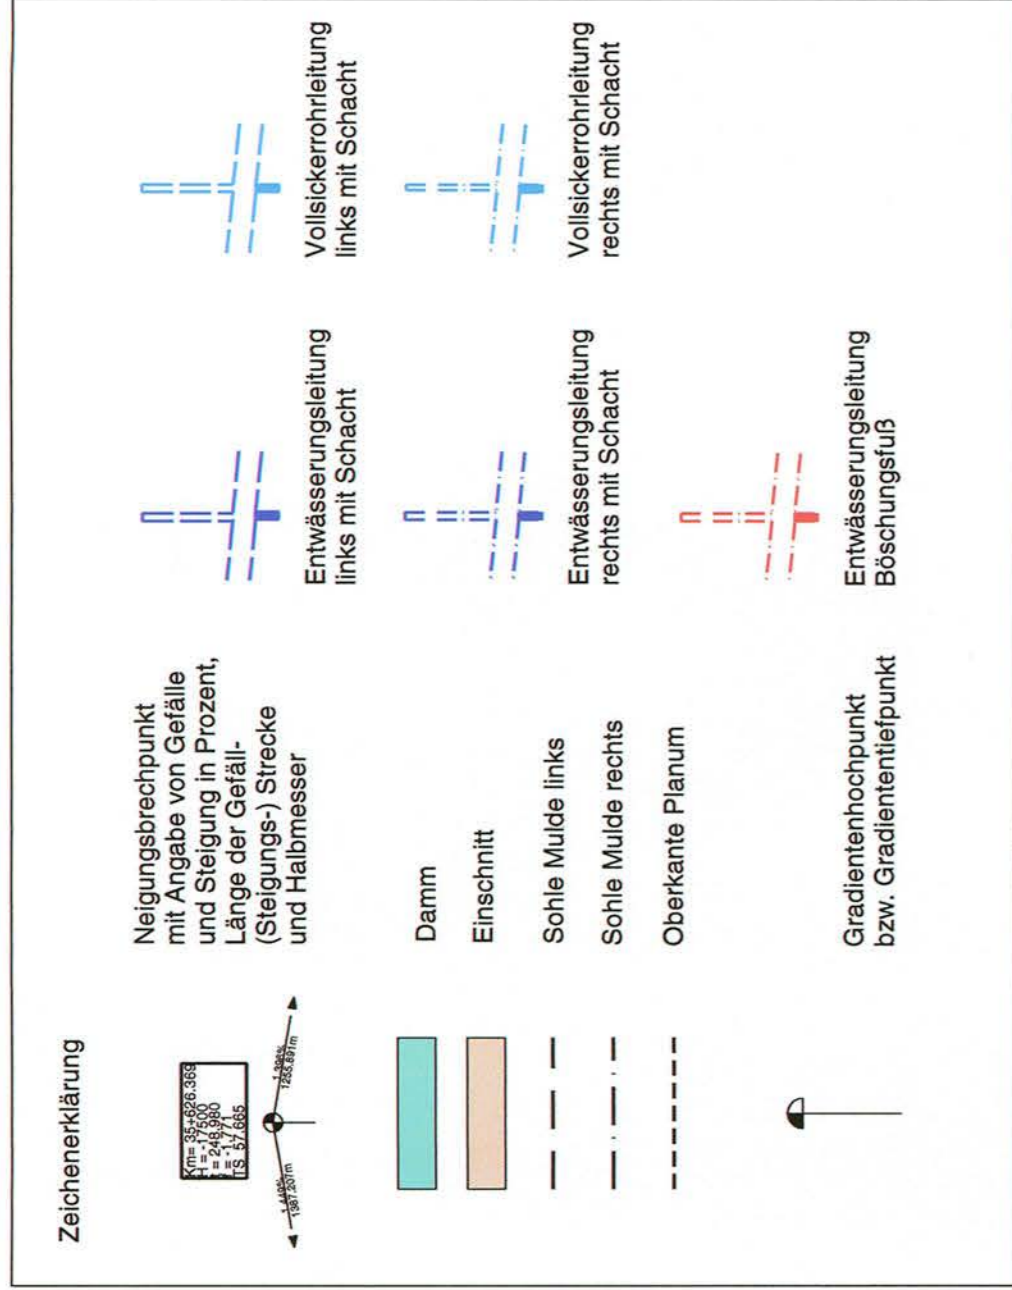 Zeichenerklärung
Km= 35+626.369
H = -17500
t = 248.980
f = -1.771
TS 57.665
1.396%
1255.891m
1387.207m
Neigungsbrechpunkt
mit Angabe von Gefälle
und Steigung in Prozent,
Länge der Gefäll-
(Steigungs-) Strecke
und Halbmesser
Damm
Einschnitt
Sohle Mulde links
Sohle Mulde rechts
Oberkante Planum
Gradientenhochpunkt
bzw. Gradiententiefpunkt
Entwässerungsleitung
links mit Schacht
Entwässerungsleitung
rechts mit Schacht
Entwässerungsleitung
Böschungsfuß
Vollsickerrohrleitung
links mit Schacht
Vollsickerrohrleitung
rechts mit Schacht